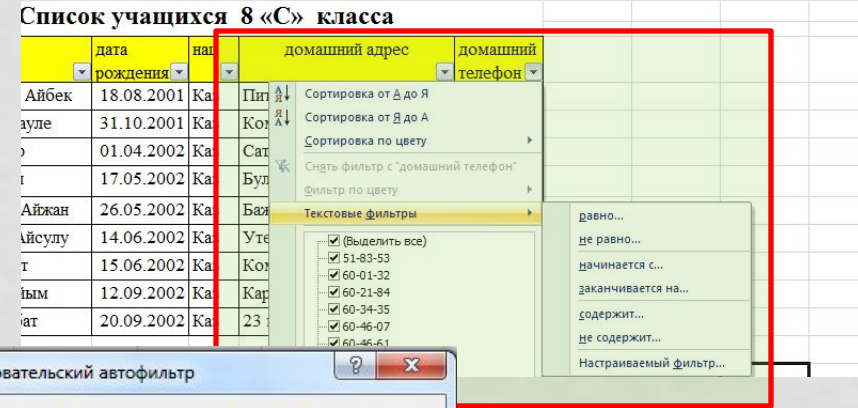 Список учащихся 8 «С» класса
дата рождения
домашний адрес
домашний телефон
Айбек 18.08.2001
31.10.2001
01.04.2002
17.05.2002
Айжан 26.05.2002
14.06.2002
15.06.2002
12.09.2002
20.09.2002 23
Сортировка от А до Я
Сортировка от Я до А
Сортировка по цвету
Снять фильтр с "домашний телефон"
Фильтр по цвету
Текстовые фильтры
(Выделить все)
51-83-53
60-01-32
60-21-84
60-34-35
60-46-07
60-46-61
равно...
не равно...
начинается с...
заканчивается на...
содержит...
не содержит...
Настраиваемый фильтр...
автофильтр